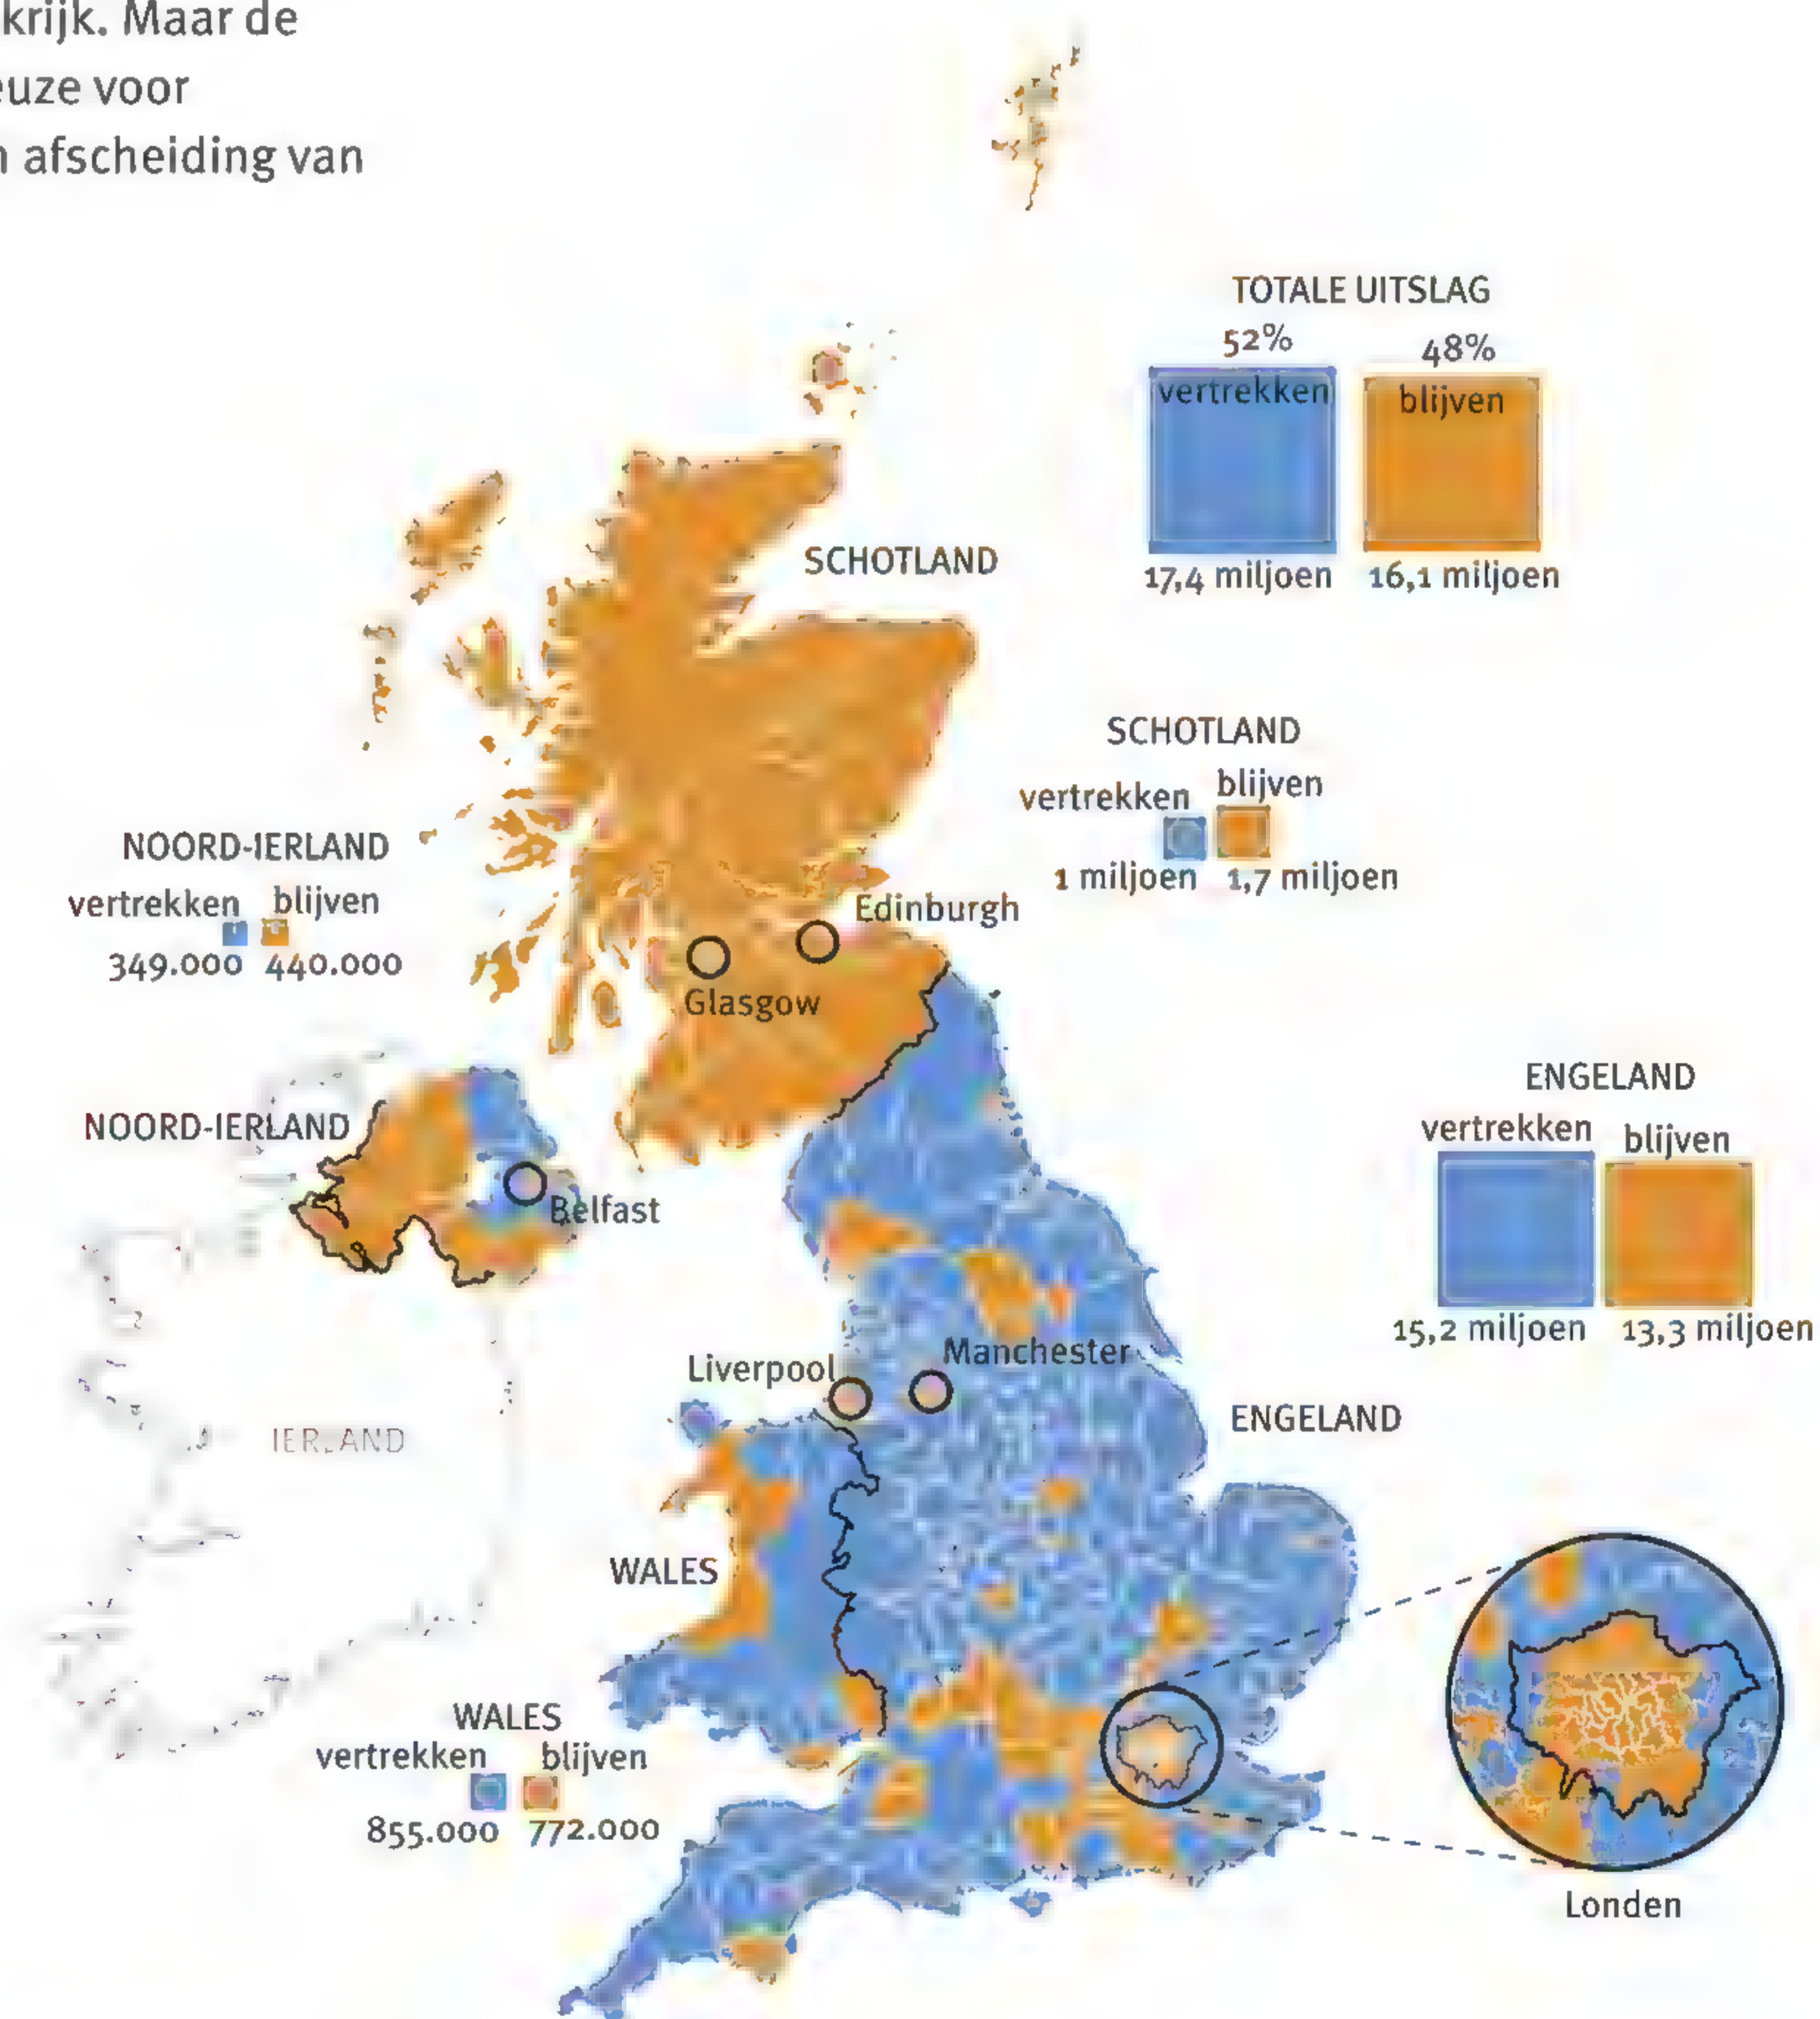 krijk. Maar de
euze voor
n afscheiding van
TOTALE UITSLAG
52% 48%
vertrekken blijven
17,4 miljoen 16,1 miljoen
SCHOTLAND
SCHOTLAND
vertrekken blijven
1 miljoen 1,7 miljoen
NOORD-IERLAND
vertrekken blijven
349.000 440.000
Edinburgh
Glasgow
NOORD-IERLAND
Belfast
ENGELAND
vertrekken blijven
15,2 miljoen 13,3 miljoen
Liverpool
Manchester
ENGELAND
IERLAND
WALES
WALES
vertrekken blijven
855.000 772.000
Londen